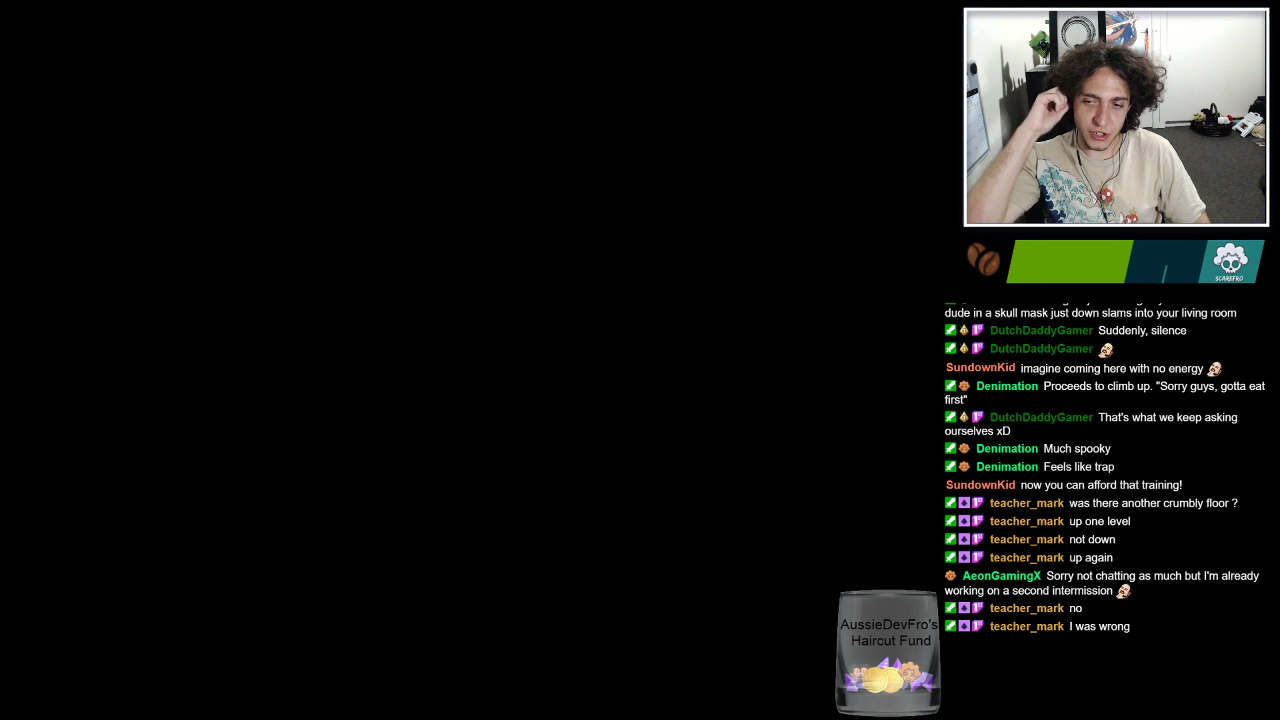 SCAREFRO
dude in a skull mask just down slams into your living room
DutchDaddyGamer Suddenly, silence
DutchDaddyGamer
SundownKid imagine coming here with no energy
Denimation Proceeds to climb up. "Sorry guys, gotta eat
first"
DutchDaddyGamer That's what we keep asking
ourselves xD
Denimation Much spooky
Denimation Feels like trap
SundownKid now you can afford that training!
teacher_mark was there another crumbly floor ?
teacher_mark up one level
teacher_mark not down
teacher_mark up again
AeonGamingX Sorry not chatting as much but I'm already
working on a second intermission
teacher_mark no
teacher_mark I was wrong
AussieDevFro's
Haircut Fund